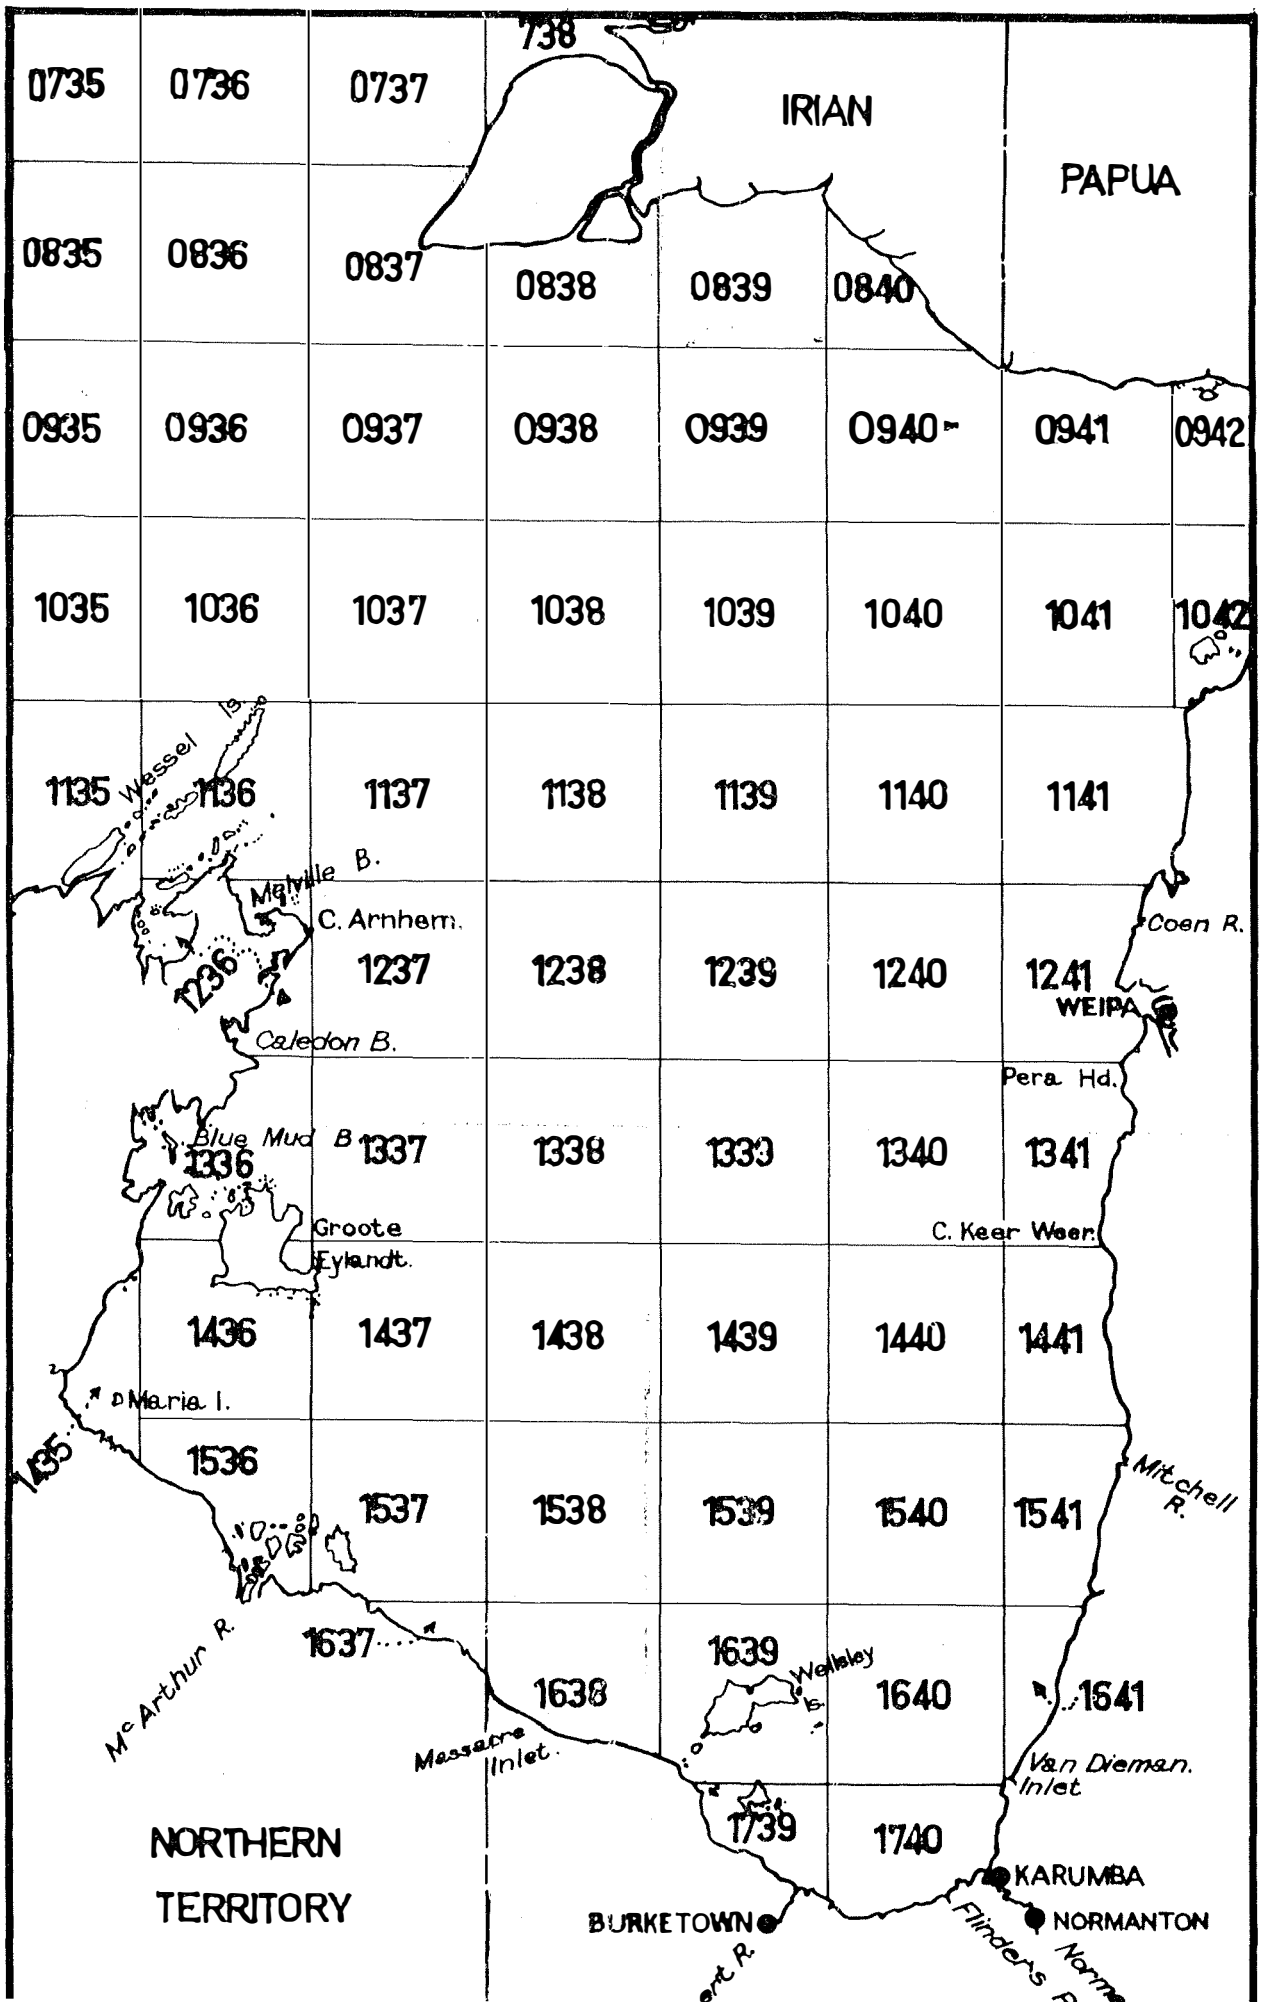 738
0735 0736 0737
IRIAN
PAPUA
0835 0836 0837 0838 0839 0840
0935 0936 0937 0938 0939 0940 0941 0942
1035 1036 1037 1038 1039 1040 1041 1042
Wessel Is.
1135 1136 1137 1138 1139 1140 1141
Melville B.
C. Arnhem.
Coen R.
1236 1237 1238 1239 1240 1241
WEIPA
Caledon B.
Pera Hd.
Blue Mud B
1336 1337 1338 1339 1340 1341
Groote
Eylandt.
C. Keer Weer.
1436 1437 1438 1439 1440 1441
Maria I.
1435
1536 1537 1538 1539 1540 1541
Mitchell
R.
McArthur R.
1637 1638 1639 1640 1641
Wellsley
Is.
Massacre
Inlet.
Van Dieman.
Inlet
1739 1740
NORTHERN
TERRITORY
KARUMBA
BURKETOWN
NORMANTON
Flinders R
ert R.
Norma